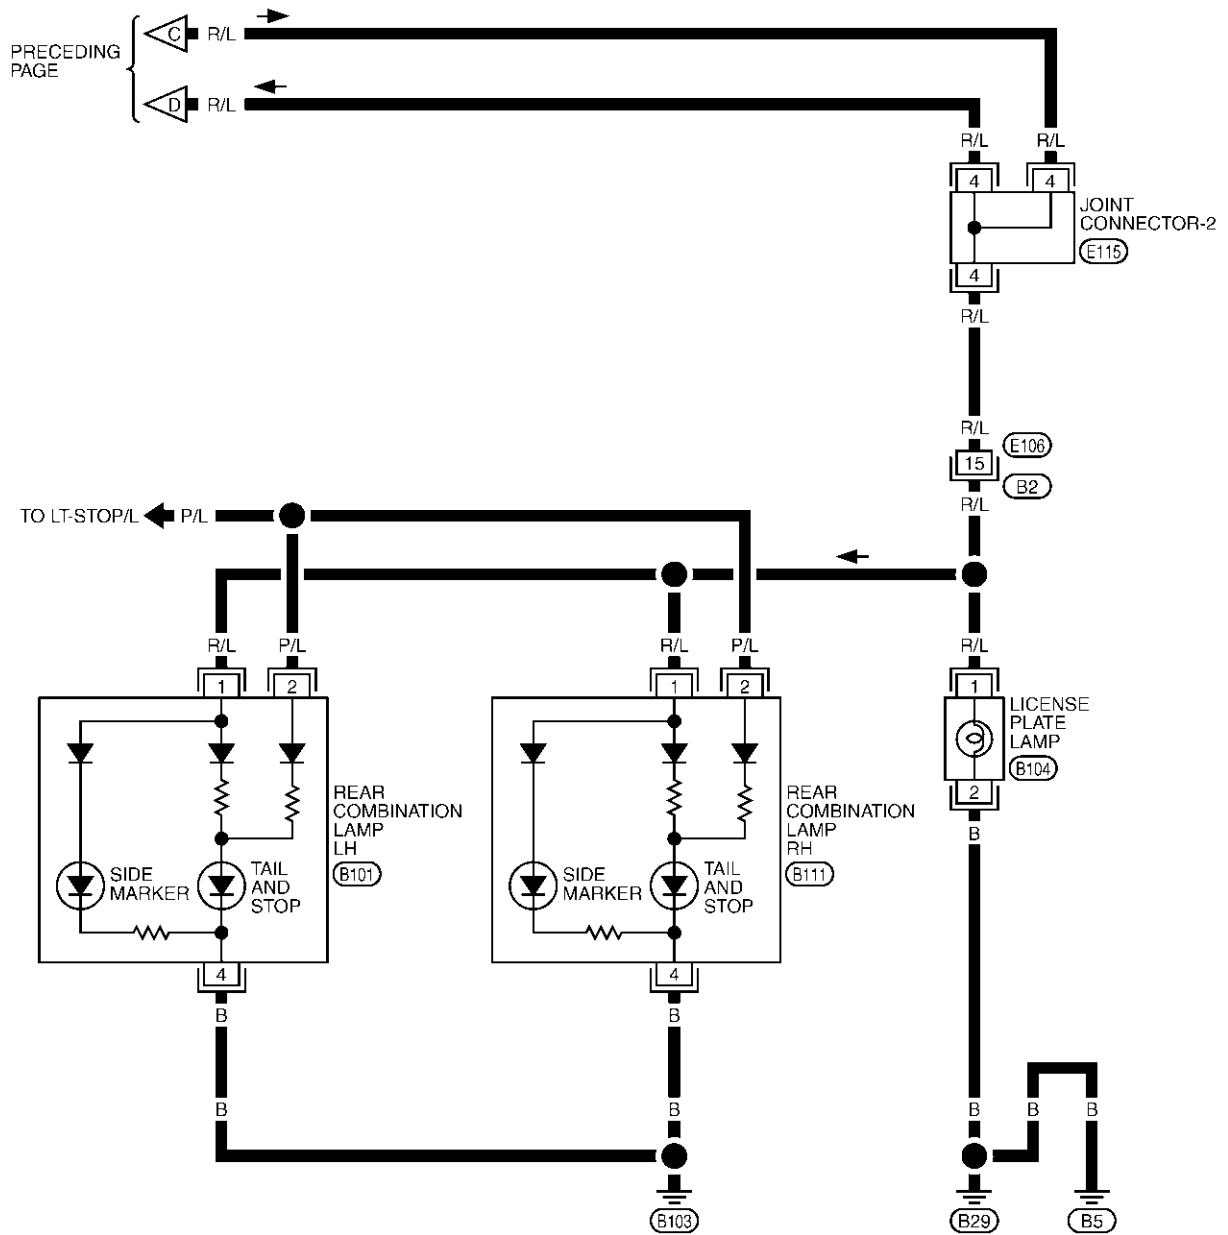 PRECEDING
PAGE
C R/L
D R/L
R/L R/L
4 4
JOINT
CONNECTOR-2
E115
4
R/L
R/L
E106
15
B2
R/L
TO LT-STOP/L P/L
R/L P/L R/L P/L R/L
1 2 1 2 1
LICENSE
PLATE
LAMP
B104
2
B
REAR
COMBINATION
LAMP
LH
B101
SIDE
MARKER
TAIL
AND
STOP
REAR
COMBINATION
LAMP
RH
B111
SIDE
MARKER
TAIL
AND
STOP
4 4
B B
B B B B B
B103 B29 B5